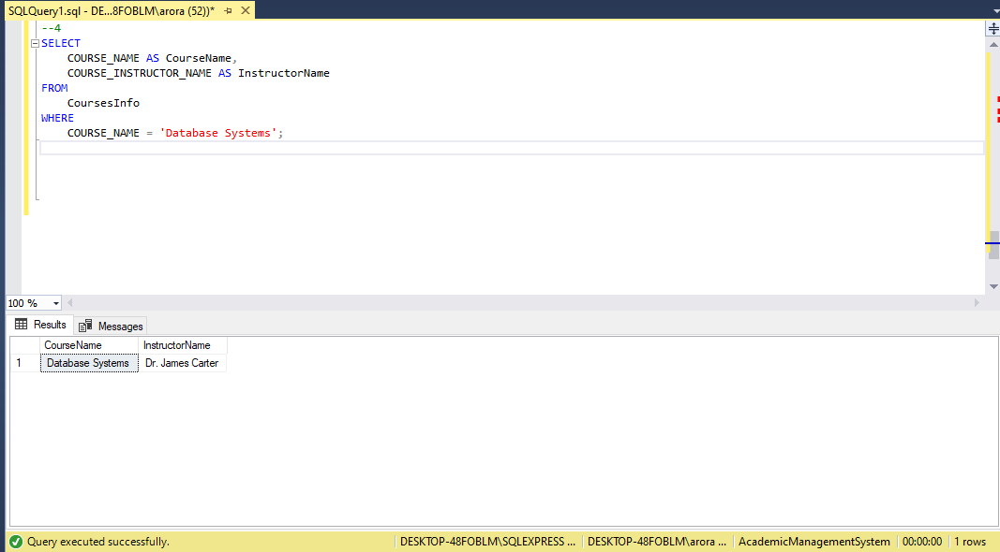 SQLQuery1.sql - DE...8FOBLM\arora (52))*
--4
SELECT
COURSE_NAME AS CourseName,
COURSE_INSTRUCTOR_NAME AS InstructorName
FROM
CoursesInfo
WHERE
COURSE_NAME = 'Database Systems';
100 %
Results Messages
CourseName InstructorName
1 Database Systems Dr. James Carter
Query executed successfully. DESKTOP-48FOBLM\SQLEXPRESS ... DESKTOP-48FOBLM\arora ... AcademicManagementSystem 00:00:00 1 rows